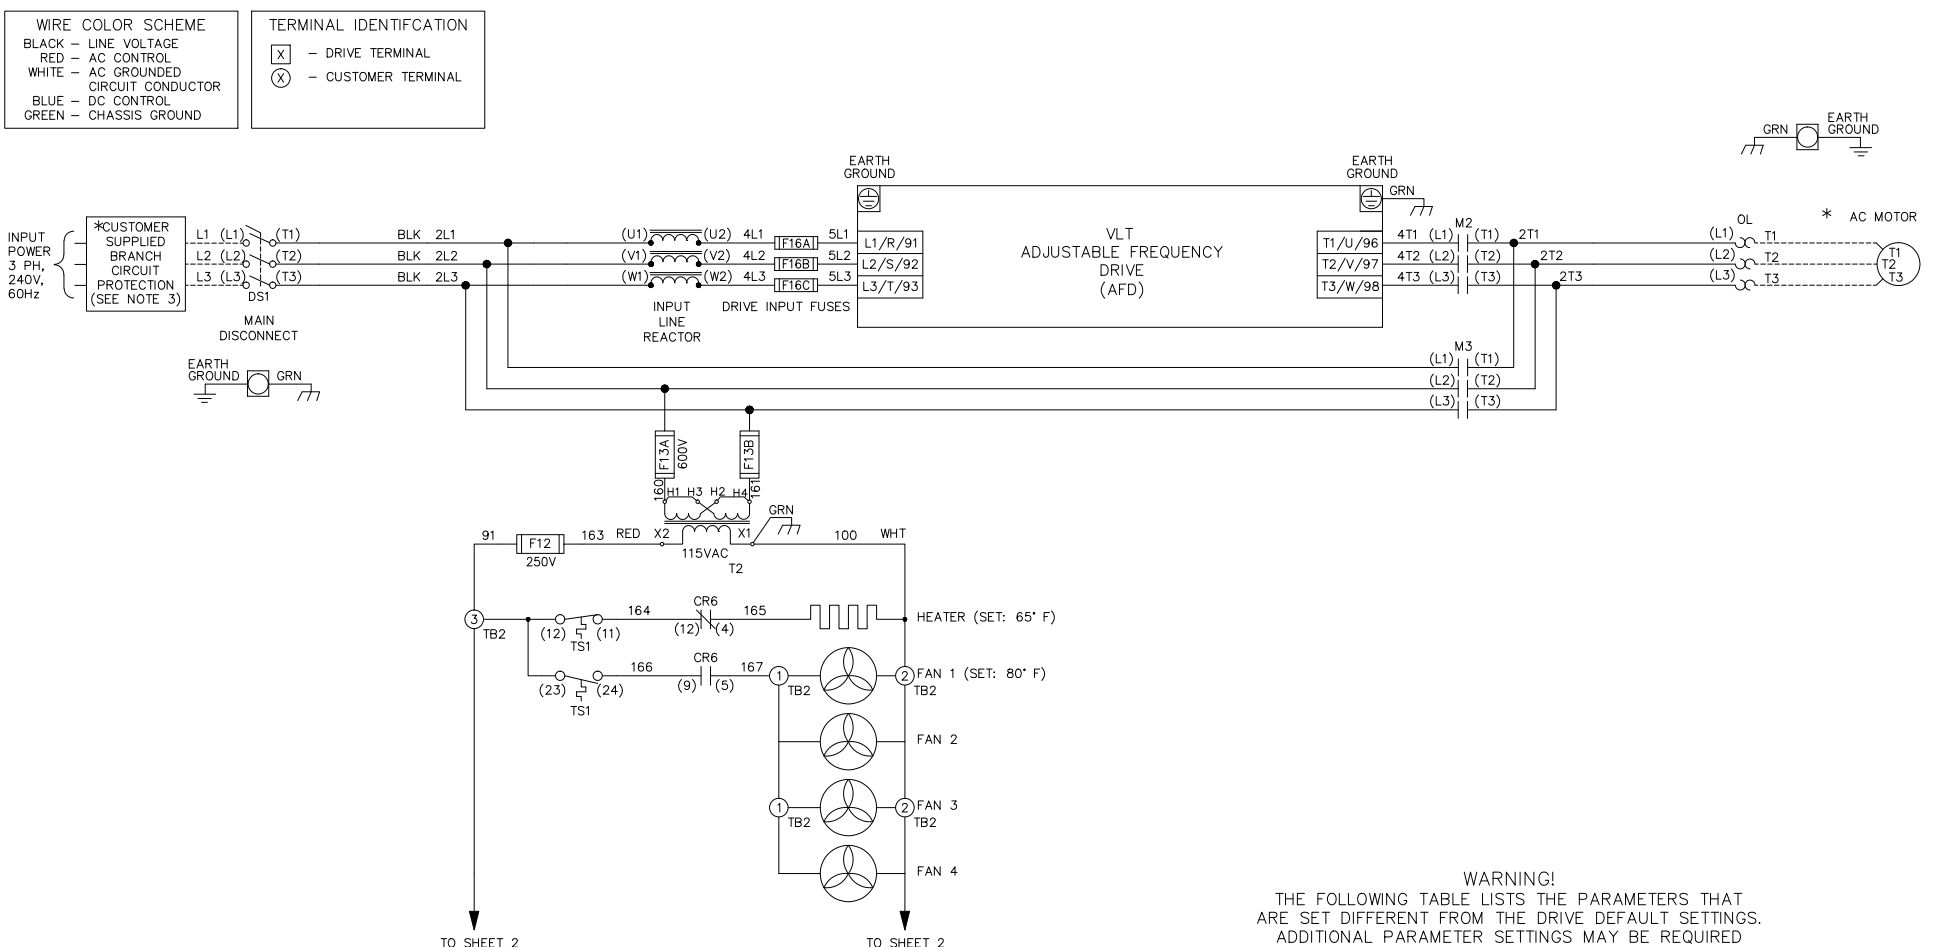 WIRE COLOR SCHEME
BLACK – LINE VOLTAGE
RED – AC CONTROL
WHITE – AC GROUNDED
CIRCUIT CONDUCTOR
BLUE – DC CONTROL
GREEN – CHASSIS GROUND
TERMINAL IDENTIFCATION
X – DRIVE TERMINAL
X – CUSTOMER TERMINAL
GRN
EARTH
GROUND
INPUT
POWER
3 PH,
240V,
60Hz
*CUSTOMER
SUPPLIED
BRANCH
CIRCUIT
PROTECTION
(SEE NOTE 3)
L1 (L1) (T1) BLK 2L1 (U1) (U2) 4L1 F16A 5L1
L2 (L2) (T2) BLK 2L2 (V1) (V2) 4L2 F16B 5L2
L3 (L3) (T3) BLK 2L3 (W1) (W2) 4L3 F16C 5L3
DS1
MAIN
DISCONNECT
INPUT
LINE
REACTOR
DRIVE INPUT FUSES
EARTH
GROUND
GRN
EARTH
GROUND
L1/R/91
L2/S/92
L3/T/93
VLT
ADJUSTABLE FREQUENCY
DRIVE
(AFD)
EARTH
GROUND
GRN
T1/U/96
T2/V/97
T3/W/98
M2
4T1 (L1) (T1) 2T1
4T2 (L2) (T2) 2T2
4T3 (L3) (T3) 2T3
OL
(L1) T1
(L2) T2
(L3) T3
* AC MOTOR
T1
T2
T3
M3
(L1) (T1)
(L2) (T2)
(L3) (T3)
F13A
600V
F13B
160
161
H1 H3 H2 H4
GRN
91 F12 163 RED X2 X1 100 WHT
250V
115VAC
T2
3
TB2
(12) (11)
TS1
164
CR6
(12) (4)
165
HEATER (SET: 65° F)
(23) (24)
TS1
166
CR6
(9) (5)
167
1
TB2
2
TB2
FAN 1 (SET: 80° F)
FAN 2
1
TB2
2
TB2
FAN 3
FAN 4
TO SHEET 2
TO SHEET 2
WARNING!
THE FOLLOWING TABLE LISTS THE PARAMETERS THAT
ARE SET DIFFERENT FROM THE DRIVE DEFAULT SETTINGS.
ADDITIONAL PARAMETER SETTINGS MAY BE REQUIRED